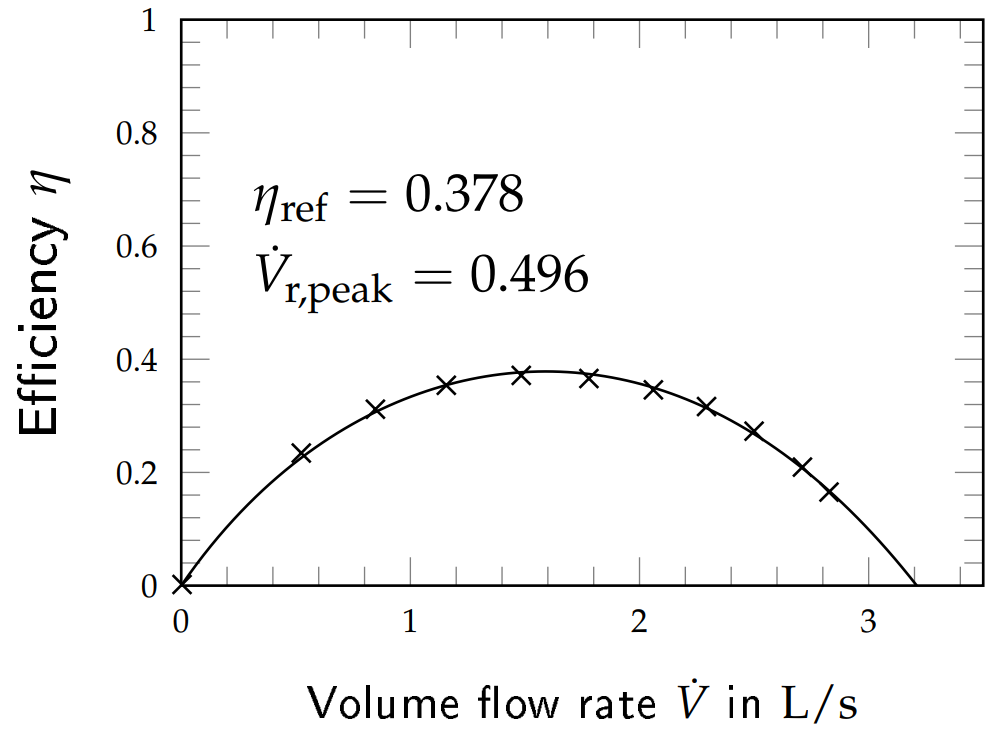 1
0.8
0.6
0.4
0.2
0
Efficiency η
η_ref = 0.378
V̇_r,peak = 0.496
0 1 2 3
Volume flow rate V̇ in L/s